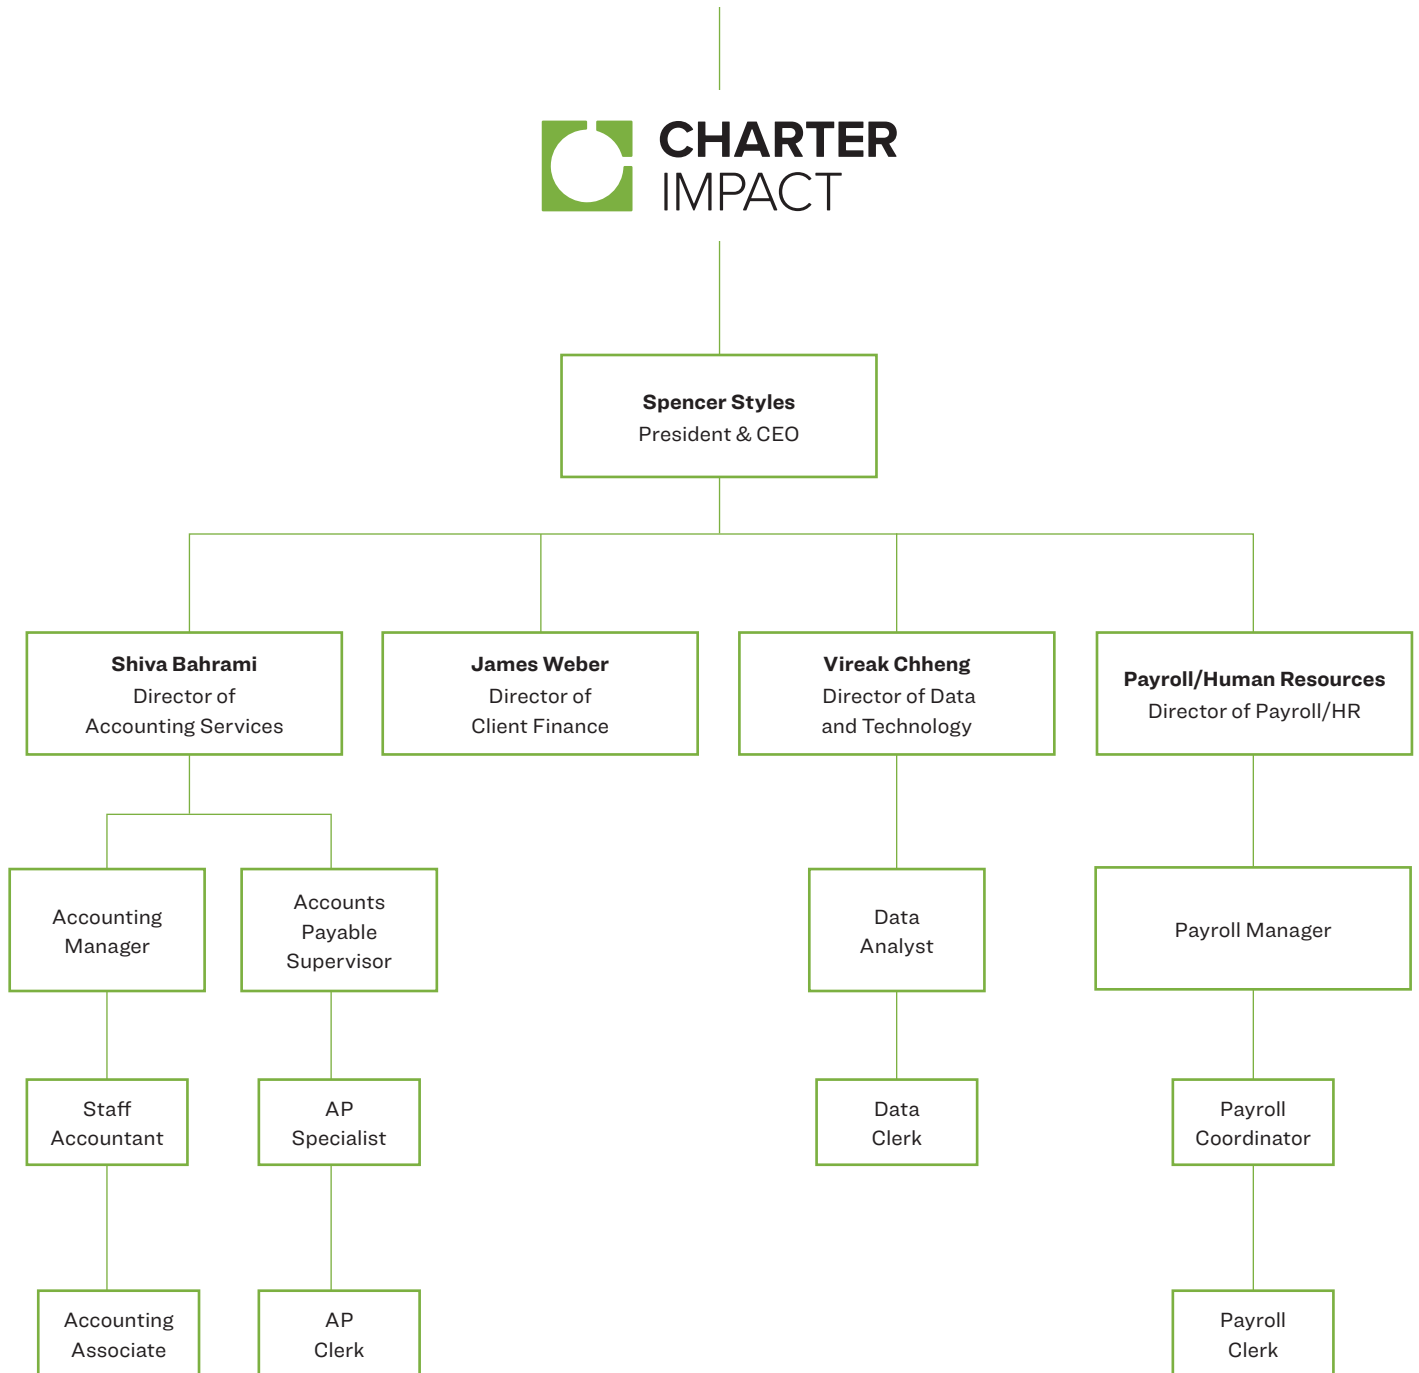 CHARTER
IMPACT
Spencer Styles
President & CEO
Shiva Bahrami
Director of
Accounting Services
James Weber
Director of
Client Finance
Vireak Chheng
Director of Data
and Technology
Payroll/Human Resources
Director of Payroll/HR
Accounting
Manager
Accounts
Payable
Supervisor
Data
Analyst
Payroll Manager
Staff
Accountant
AP
Specialist
Data
Clerk
Payroll
Coordinator
Accounting
Associate
AP
Clerk
Payroll
Clerk